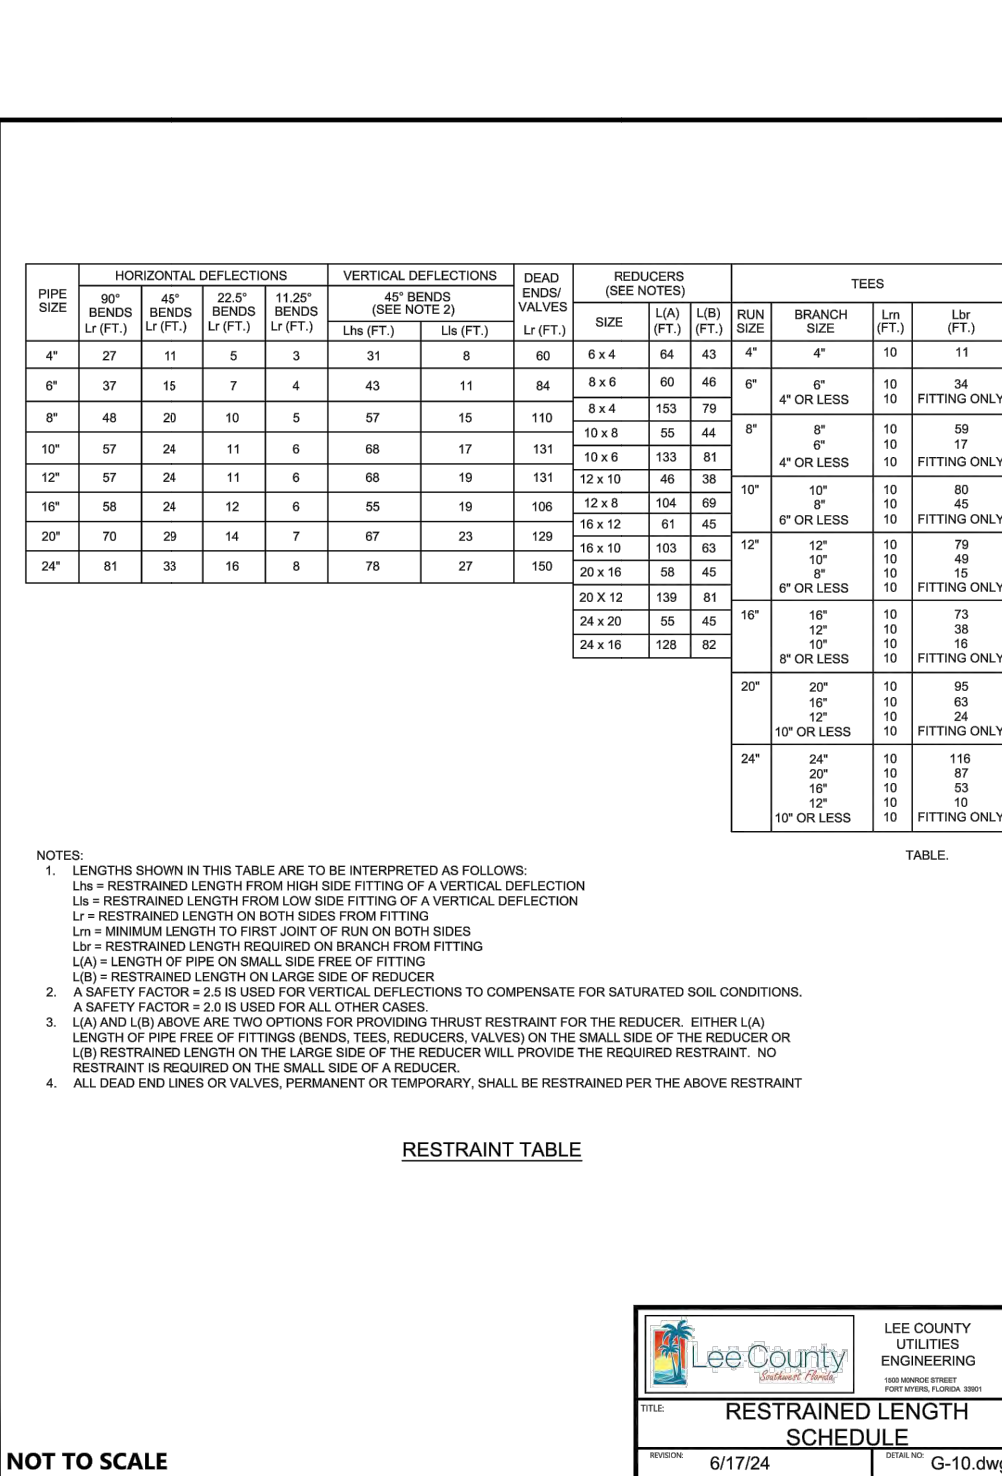 PIPE SIZE | HORIZONTAL DEFLECTIONS | VERTICAL DEFLECTIONS | DEAD ENDS/ VALVES | REDUCERS (SEE NOTES) | TEES
90° BENDS Lr (FT.) | 45° BENDS Lr (FT.) | 22.5° BENDS Lr (FT.) | 11.25° BENDS Lr (FT.) | 45° BENDS (SEE NOTE 2) | Lr (FT.) | SIZE | L(A) (FT.) | L(B) (FT.) | RUN SIZE | BRANCH SIZE | Lrn (FT.) | Lbr (FT.)
Lhs (FT.) | Lls (FT.)
4" 27 11 5 3 31 8 60
6" 37 15 7 4 43 11 84
8" 48 20 10 5 57 15 110
10" 57 24 11 6 68 17 131
12" 57 24 11 6 68 19 131
16" 58 24 12 6 55 19 106
20" 70 29 14 7 67 23 129
24" 81 33 16 8 78 27 150
6 x 4 64 43
8 x 6 60 46
8 x 4 153 79
10 x 8 55 44
10 x 6 133 81
12 x 10 46 38
12 x 8 104 69
16 x 12 61 45
16 x 10 103 63
20 x 16 58 45
20 X 12 139 81
24 x 20 55 45
24 x 16 128 82
4" 4" 10 11
6" 6" 10 34
4" OR LESS 10 FITTING ONLY
8" 8" 10 59
6" 10 17
4" OR LESS 10 FITTING ONLY
10" 10" 10 80
8" 10 45
6" OR LESS 10 FITTING ONLY
12" 12" 10 79
10" 10 49
8" 10 15
6" OR LESS 10 FITTING ONLY
16" 16" 10 73
12" 10 38
10" 10 16
8" OR LESS 10 FITTING ONLY
20" 20" 10 95
16" 10 63
12" 10 24
10" OR LESS 10 FITTING ONLY
24" 24" 10 116
20" 10 87
16" 10 53
12" 10 10
10" OR LESS 10 FITTING ONLY
NOTES:
1. LENGTHS SHOWN IN THIS TABLE ARE TO BE INTERPRETED AS FOLLOWS:
Lhs = RESTRAINED LENGTH FROM HIGH SIDE FITTING OF A VERTICAL DEFLECTION
Lls = RESTRAINED LENGTH FROM LOW SIDE FITTING OF A VERTICAL DEFLECTION
Lr = RESTRAINED LENGTH ON BOTH SIDES FROM FITTING
Lrn = MINIMUM LENGTH TO FIRST JOINT OF RUN ON BOTH SIDES
Lbr = RESTRAINED LENGTH REQUIRED ON BRANCH FROM FITTING
L(A) = LENGTH OF PIPE ON SMALL SIDE FREE OF FITTING
L(B) = RESTRAINED LENGTH ON LARGE SIDE OF REDUCER
2. A SAFETY FACTOR = 2.5 IS USED FOR VERTICAL DEFLECTIONS TO COMPENSATE FOR SATURATED SOIL CONDITIONS.
A SAFETY FACTOR = 2.0 IS USED FOR ALL OTHER CASES.
3. L(A) AND L(B) ABOVE ARE TWO OPTIONS FOR PROVIDING THRUST RESTRAINT FOR THE REDUCER. EITHER L(A)
LENGTH OF PIPE FREE OF FITTINGS (BENDS, TEES, REDUCERS, VALVES) ON THE SMALL SIDE OF THE REDUCER OR
L(B) RESTRAINED LENGTH ON THE LARGE SIDE OF THE REDUCER WILL PROVIDE THE REQUIRED RESTRAINT. NO
RESTRAINT IS REQUIRED ON THE SMALL SIDE OF A REDUCER.
4. ALL DEAD END LINES OR VALVES, PERMANENT OR TEMPORARY, SHALL BE RESTRAINED PER THE ABOVE RESTRAINT
TABLE.
RESTRAINT TABLE
Lee County
Southwest Florida
LEE COUNTY
UTILITIES
ENGINEERING
1500 MONROE STREET
FORT MYERS, FLORIDA 33901
TITLE:
RESTRAINED LENGTH
SCHEDULE
REVISION:
6/17/24
DETAIL NO:
G-10.dwg
NOT TO SCALE